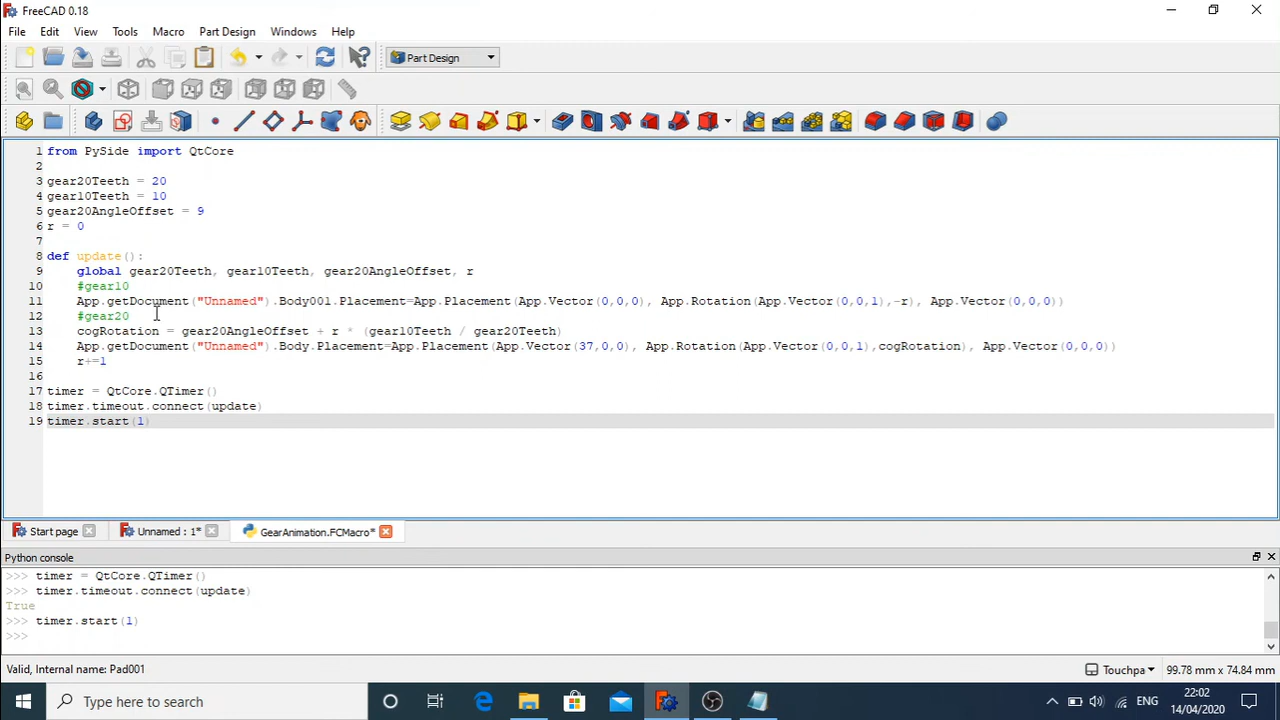 FreeCAD 0.18
File Edit View Tools Macro Part Design Windows Help
Part Design
1 from PySide import QtCore
2
3 gear20Teeth = 20
4 gear10Teeth = 10
5 gear20AngleOffset = 9
6 r = 0
7
8 def update():
9 global gear20Teeth, gear10Teeth, gear20AngleOffset, r
10 #gear10
11 App.getDocument("Unnamed").Body001.Placement=App.Placement(App.Vector(0,0,0), App.Rotation(App.Vector(0,0,1),-r), App.Vector(0,0,0))
12 #gear20
13 cogRotation = gear20AngleOffset + r * (gear10Teeth / gear20Teeth)
14 App.getDocument("Unnamed").Body.Placement=App.Placement(App.Vector(37,0,0), App.Rotation(App.Vector(0,0,1),cogRotation), App.Vector(0,0,0))
15 r+=1
16
17 timer = QtCore.QTimer()
18 timer.timeout.connect(update)
19 timer.start(1)
Start page Unnamed : 1* GearAnimation.FCMacro*
Python console
>>> timer = QtCore.QTimer()
>>> timer.timeout.connect(update)
True
>>> timer.start(1)
>>>
Valid, Internal name: Pad001 Touchpa 99.78 mm x 74.84 mm
Type here to search ENG 22:02
14/04/2020